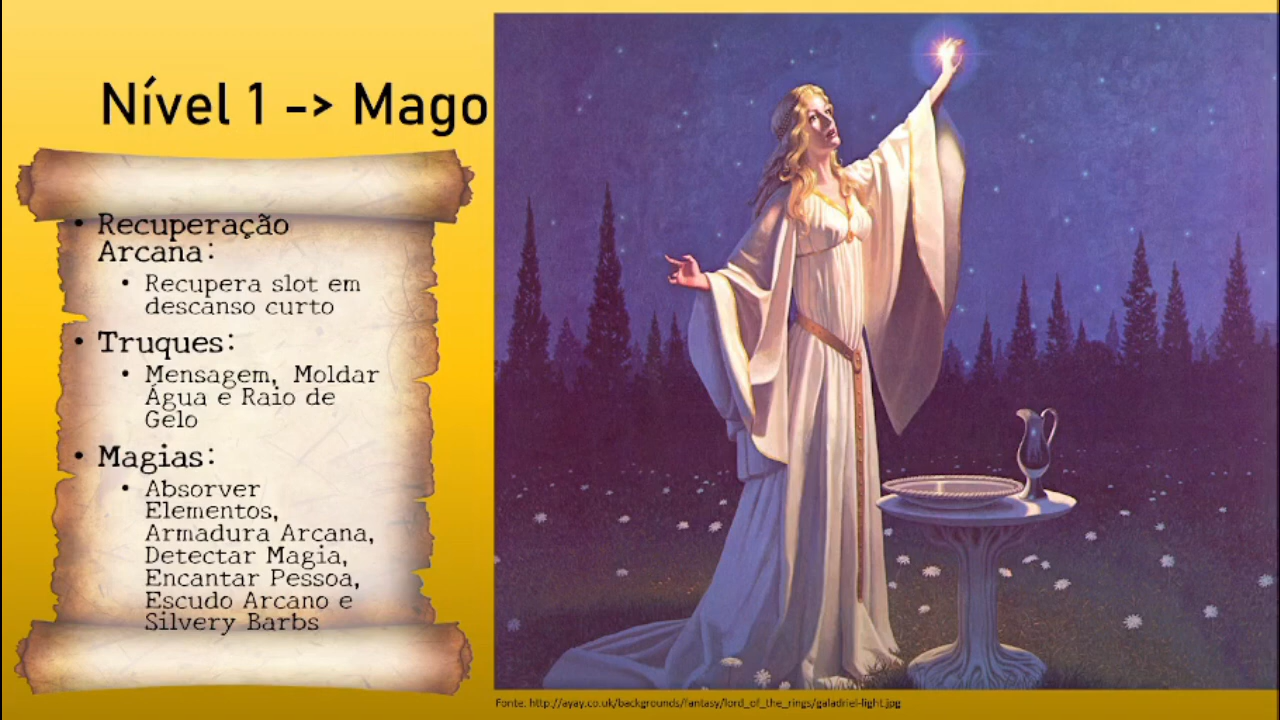 Nível 1 -> Mago
• Recuperação
Arcana:
• Recupera slot em
descanso curto
• Truques:
• Mensagem, Moldar
Água e Raio de
Gelo
• Magias:
• Absorver
Elementos,
Armadura Arcana,
Detectar Magia,
Encantar Pessoa,
Escudo Arcano e
Silvery Barbs
Fonte: http://ayay.co.uk/backgrounds/fantasy/lord_of_the_rings/galadriel-light.jpg